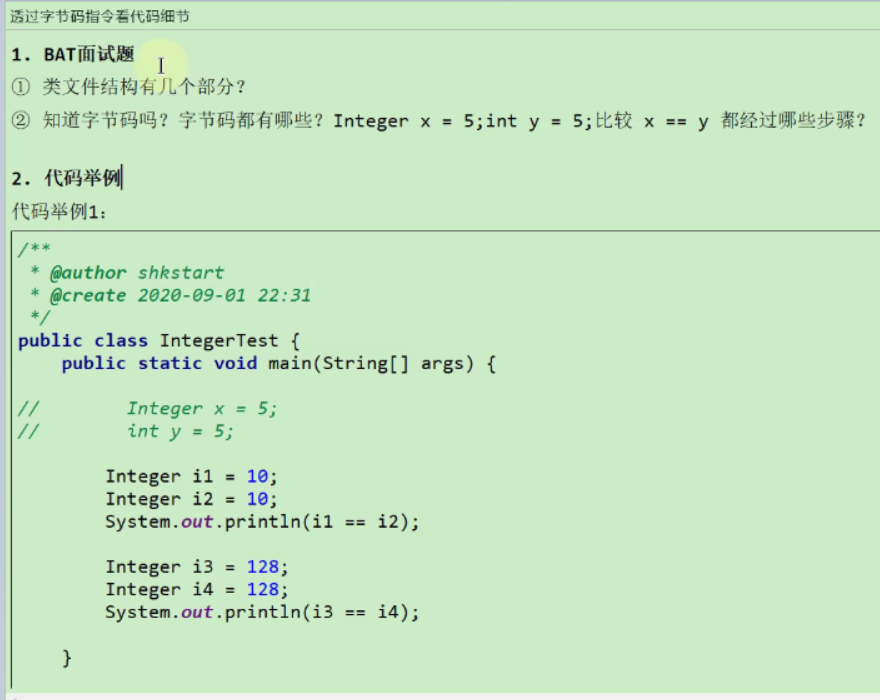 透过字节码指令看代码细节
1. BAT面试题
① 类文件结构有几个部分?
② 知道字节码吗? 字节码都有哪些? Integer x = 5;int y = 5;比较 x == y 都经过哪些步骤?
2. 代码举例
代码举例1:
/**
 * @author shkstart
 * @create 2020-09-01 22:31
 */
public class IntegerTest {
    public static void main(String[] args) {
//        Integer x = 5;
//        int y = 5;
        Integer i1 = 10;
        Integer i2 = 10;
        System.out.println(i1 == i2);
        Integer i3 = 128;
        Integer i4 = 128;
        System.out.println(i3 == i4);
    }